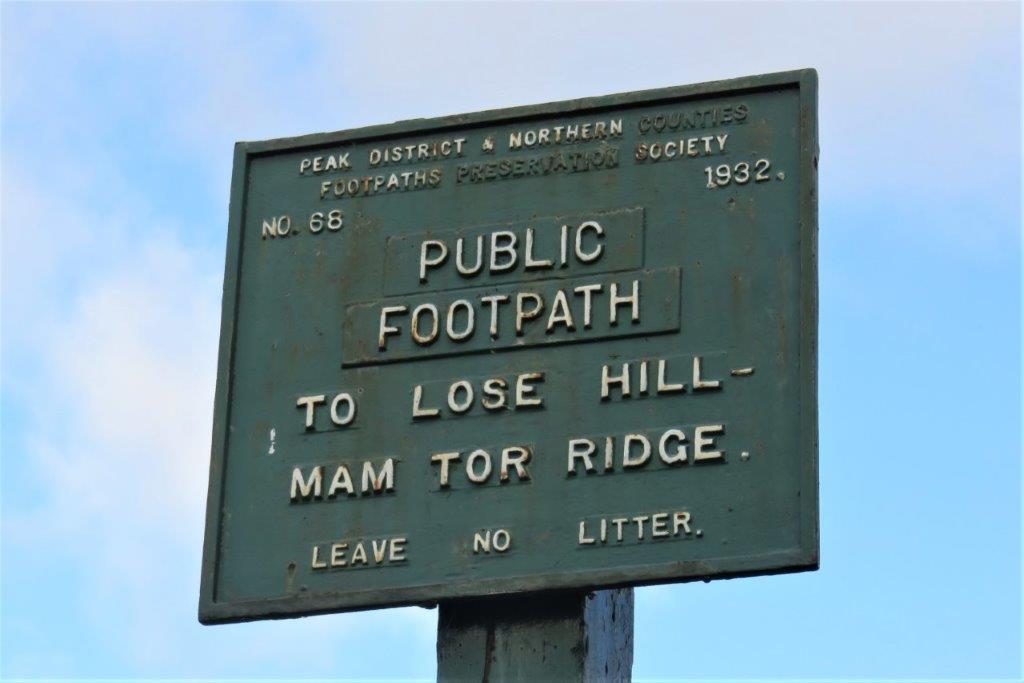 PEAK DISTRICT & NORTHERN COUNTIES
FOOTPATHS PRESERVATION SOCIETY
NO. 68 1932.
PUBLIC
FOOTPATH
TO LOSE HILL-
MAM TOR RIDGE.
LEAVE NO LITTER.